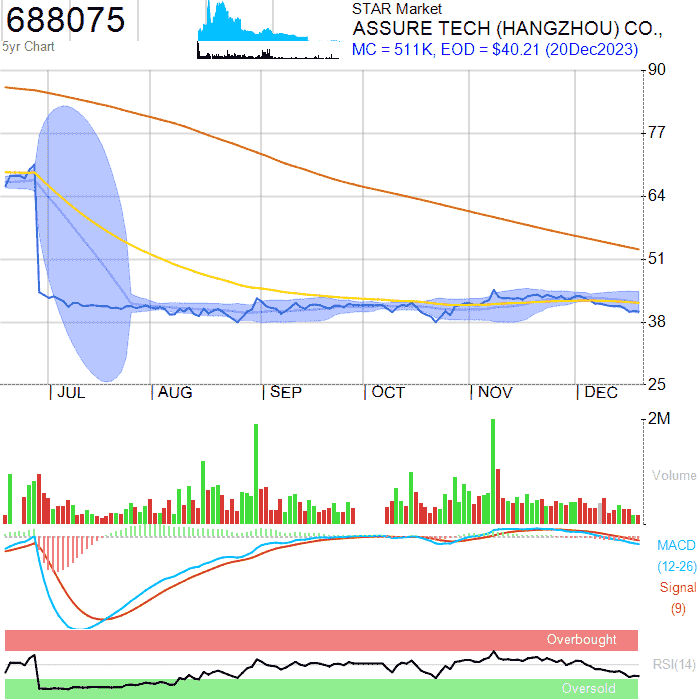 688075
5yr Chart
STAR Market
ASSURE TECH (HANGZHOU) CO.,
MC = 511K, EOD = $40.21 (20Dec2023)
90
77
64
51
38
25
JUL
AUG
SEP
OCT
NOV
DEC
2M
Volume
MACD
(12-26)
Signal
(9)
Overbought
RSI(14)
Oversold